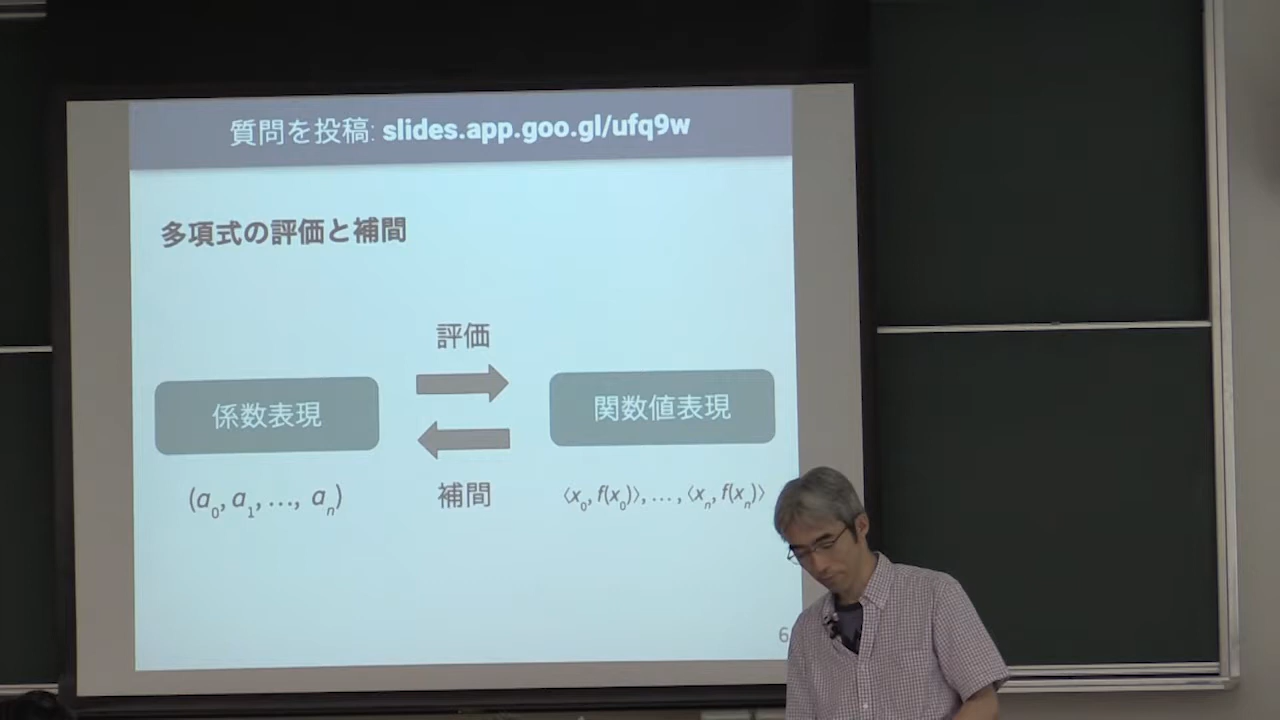 質問を投稿: slides.app.goo.gl/ufq9w
多項式の評価と補間
評価
係数表現
関数値表現
補間
(a₀, a₁, …, aₙ)
⟨x₀, f(x₀)⟩, … , ⟨xₙ, f(xₙ)⟩
6